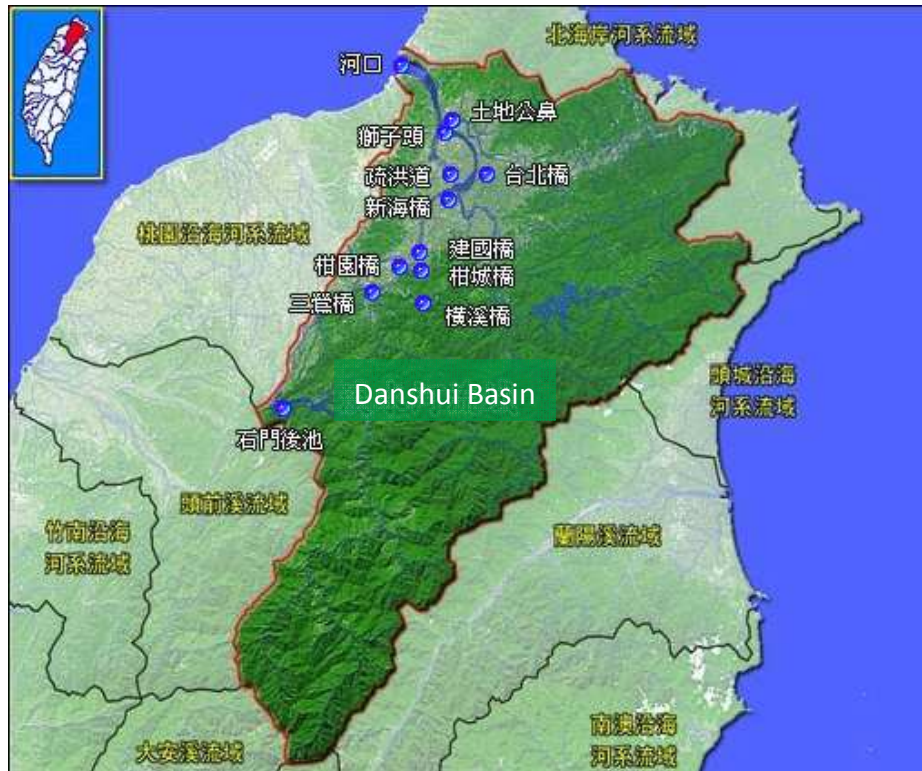 北海岸河系流域
河口
土地公鼻
獅子頭
疏洪道
台北橋
新海橋
桃園沿海河系流域
建國橋
柑園橋
柑城橋
三鶯橋
橫溪橋
頭城沿海
河系流域
Danshui Basin
石門後池
頭前溪流域
竹南沿海
河系流域
蘭陽溪流域
南澳沿海
河系流域
大安溪流域